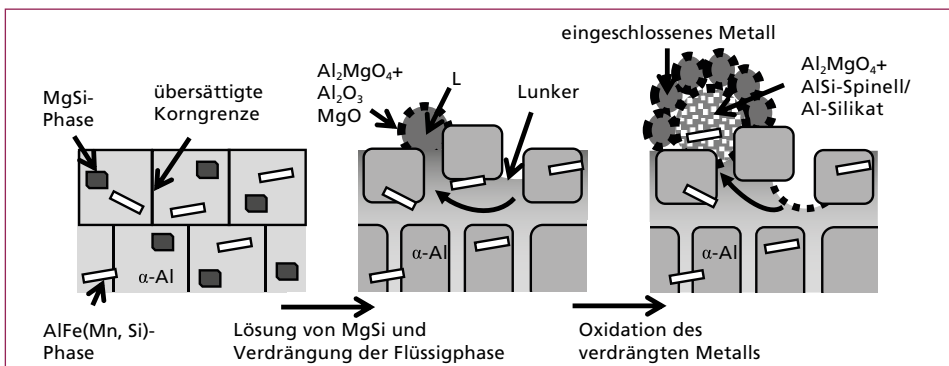 MgSi-
Phase
übersättigte
Korngrenze
α-Al
AlFe(Mn, Si)-
Phase
Al₂MgO₄+
Al₂O₃
MgO
L
Lunker
α-Al
Lösung von MgSi und
Verdrängung der Flüssigphase
eingeschlossenes Metall
Al₂MgO₄+
AlSi-Spinell/
Al-Silikat
α-Al
Oxidation des
verdrängten Metalls